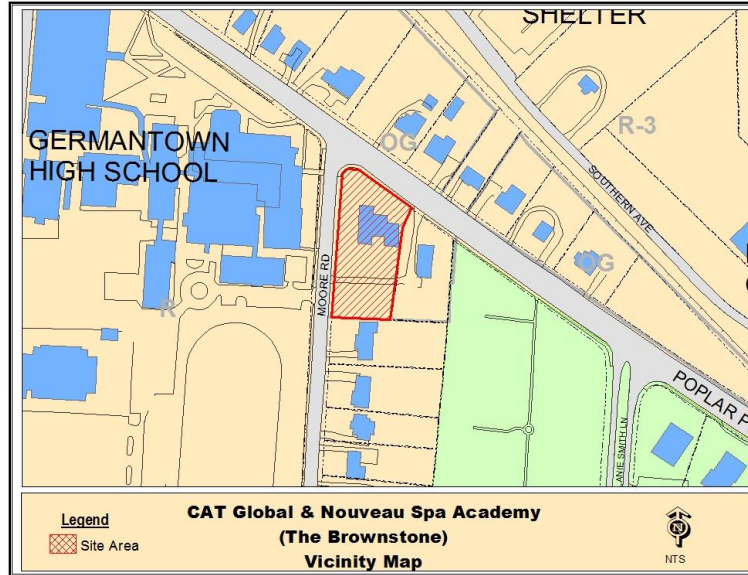 SHELTER
GERMANTOWN
HIGH SCHOOL
OG
R-3
SOUTHERN AVE
MOORE RD
R
OG
POPLAR P
ANIE SMITH LN
Legend
Site Area
CAT Global & Nouveau Spa Academy
(The Brownstone)
Vicinity Map
N
NTS